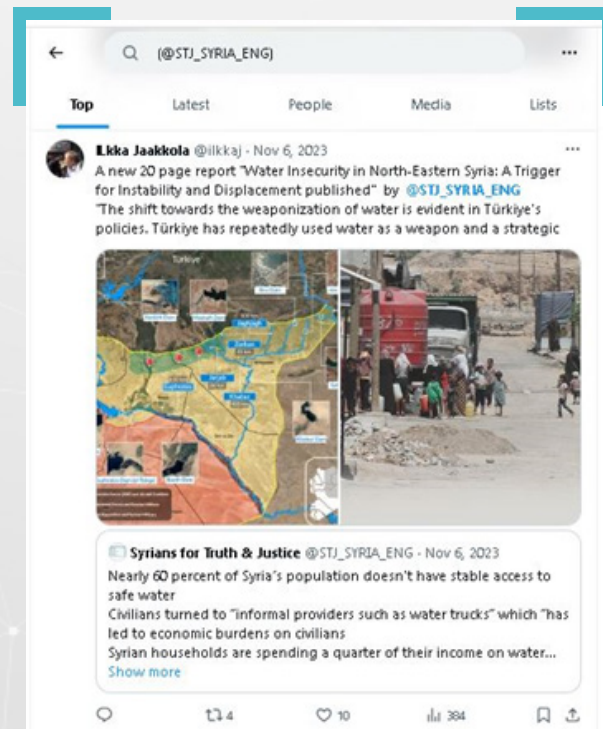 (@STJ_SYRIA_ENG)
Top Latest People Media Lists
Ilkka Jaakkola @ilkkaj - Nov 6, 2023
A new 20 page report "Water Insecurity in North-Eastern Syria: A Trigger
for Instability and Displacement published" by @STJ_SYRIA_ENG
"The shift towards the weaponization of water is evident in Türkiye's
policies. Türkiye has repeatedly used water as a weapon and a strategic
Türkiye
Syrians for Truth & Justice @STJ_SYRIA_ENG - Nov 6, 2023
Nearly 60 percent of Syria's population doesn't have stable access to
safe water
Civilians turned to "informal providers such as water trucks" which "has
led to economic burdens on civilians
Syrian households are spending a quarter of their income on water...
Show more
4 10 384